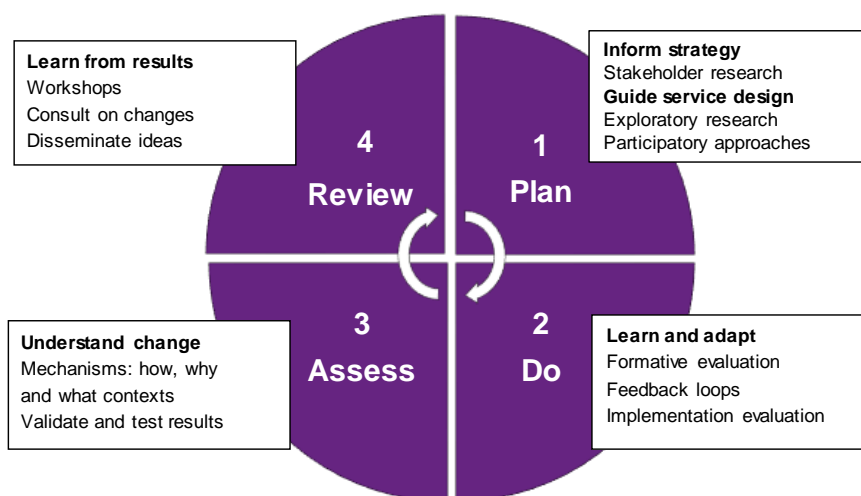 Learn from results
Workshops
Consult on changes
Disseminate ideas
4
Review
1
Plan
Inform strategy
Stakeholder research
Guide service design
Exploratory research
Participatory approaches
Understand change
Mechanisms: how, why
and what contexts
Validate and test results
3
Assess
2
Do
Learn and adapt
Formative evaluation
Feedback loops
Implementation evaluation